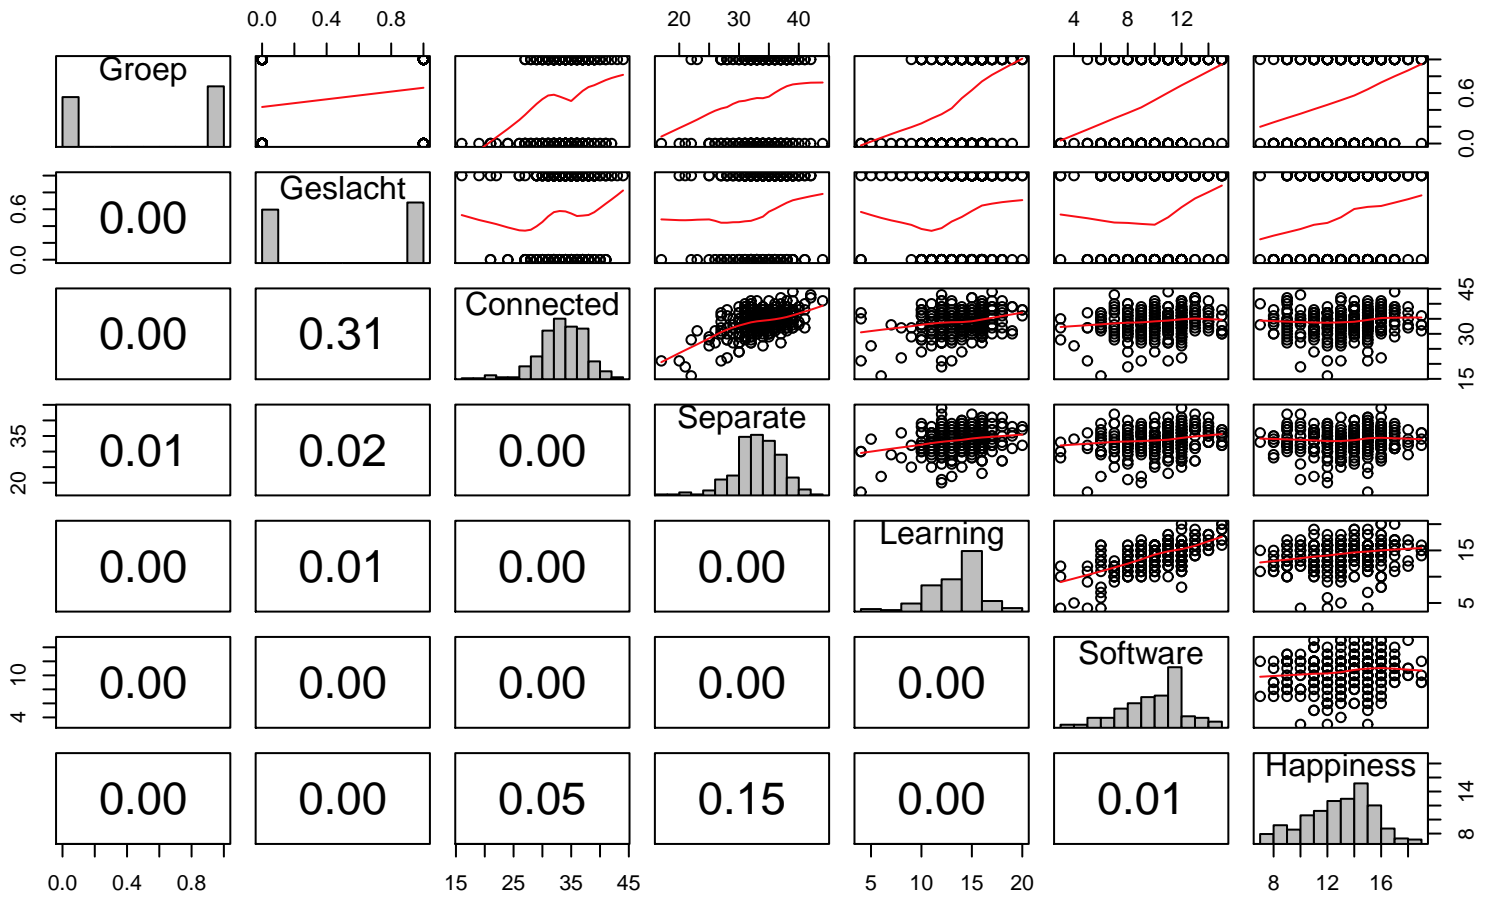 0.0 0.4 0.8 20 30 40 4 8 12
Groep
0.0 0.6
Geslacht
0.00
0.0 0.6
Connected
0.00 0.31
15 30 45
Separate
0.01 0.02 0.00
20 35
Learning
0.00 0.01 0.00 0.00
5 15
Software
0.00 0.00 0.00 0.00 0.00
4 10
Happiness
0.00 0.00 0.05 0.15 0.00 0.01
8 14
0.0 0.4 0.8 15 25 35 45 5 10 15 20 8 12 16